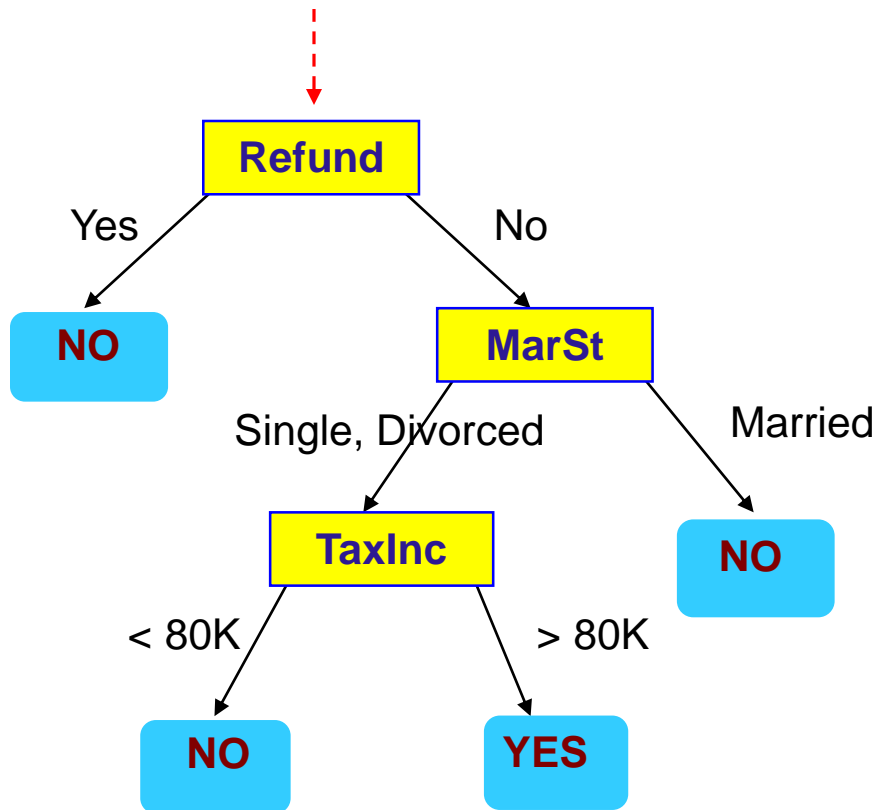 Refund
Yes
No
NO
MarSt
Single, Divorced
Married
TaxInc
NO
< 80K
> 80K
NO
YES